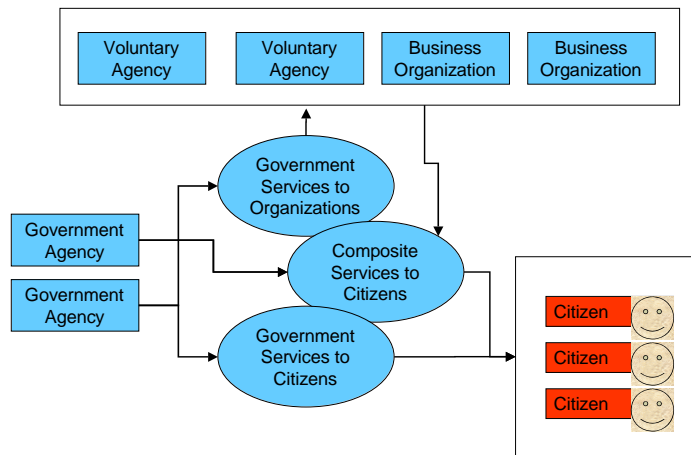 Voluntary
Agency
Voluntary
Agency
Business
Organization
Business
Organization
Government
Services to
Organizations
Government
Agency
Composite
Services to
Citizens
Government
Agency
Government
Services to
Citizens
Citizen
Citizen
Citizen